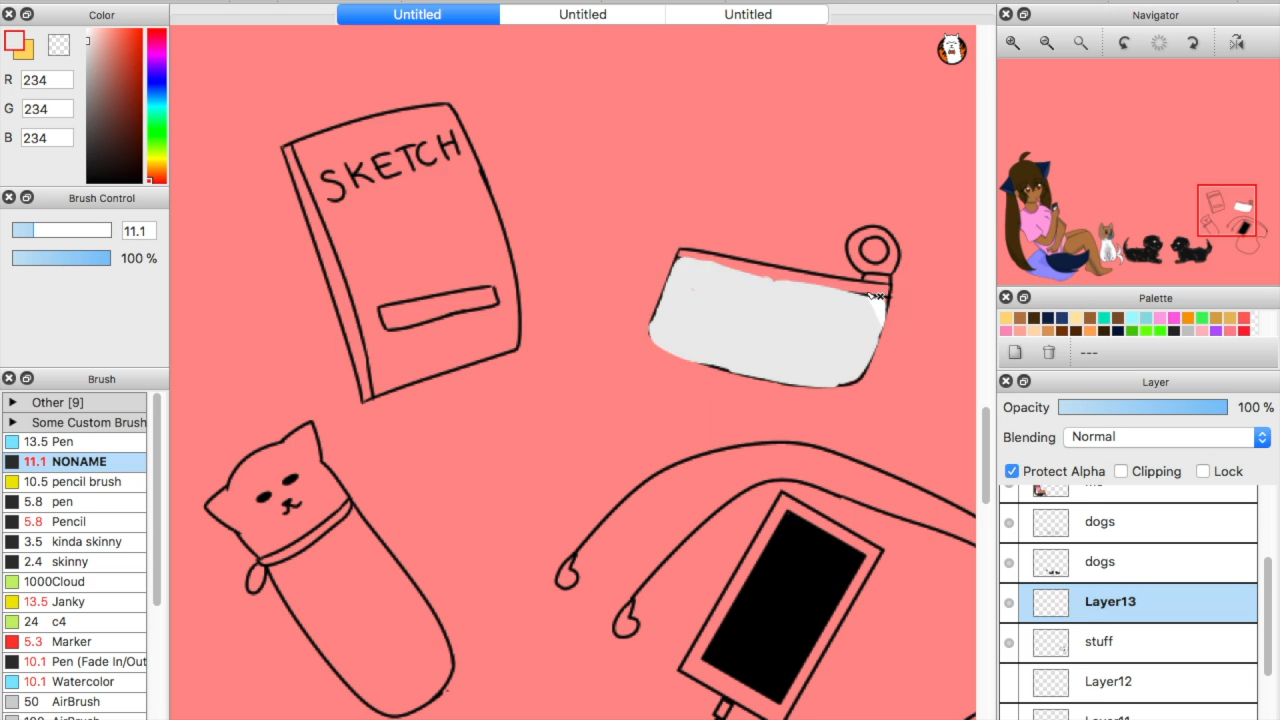 Color
Untitled
Untitled
Untitled
Navigator
R 234
G 234
B 234
Brush Control
11.1
100 %
SKETCH
Palette
---
Brush
Layer
Other [9]
Some Custom Brush
13.5 Pen
11.1 NONAME
10.5 pencil brush
5.8 pen
5.8 Pencil
3.5 kinda skinny
2.4 skinny
1000Cloud
13.5 Janky
24 c4
5.3 Marker
10.1 Pen (Fade In/Out
10.1 Watercolor
50 AirBrush
Opacity 100 %
Blending Normal
Protect Alpha Clipping Lock
dogs
dogs
Layer13
stuff
Layer12